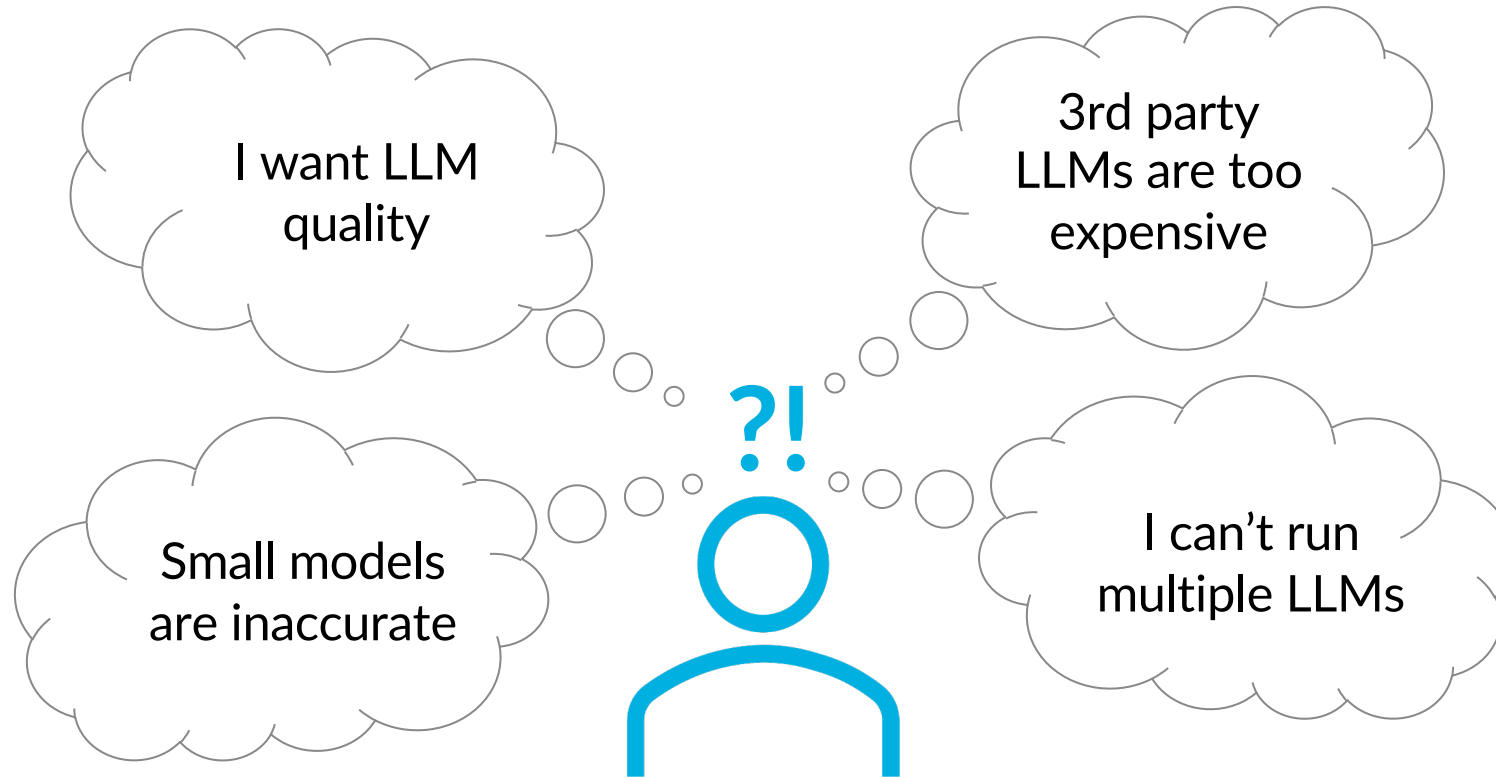 I want LLM
quality
3rd party
LLMs are too
expensive
?!
Small models
are inaccurate
I can’t run
multiple LLMs